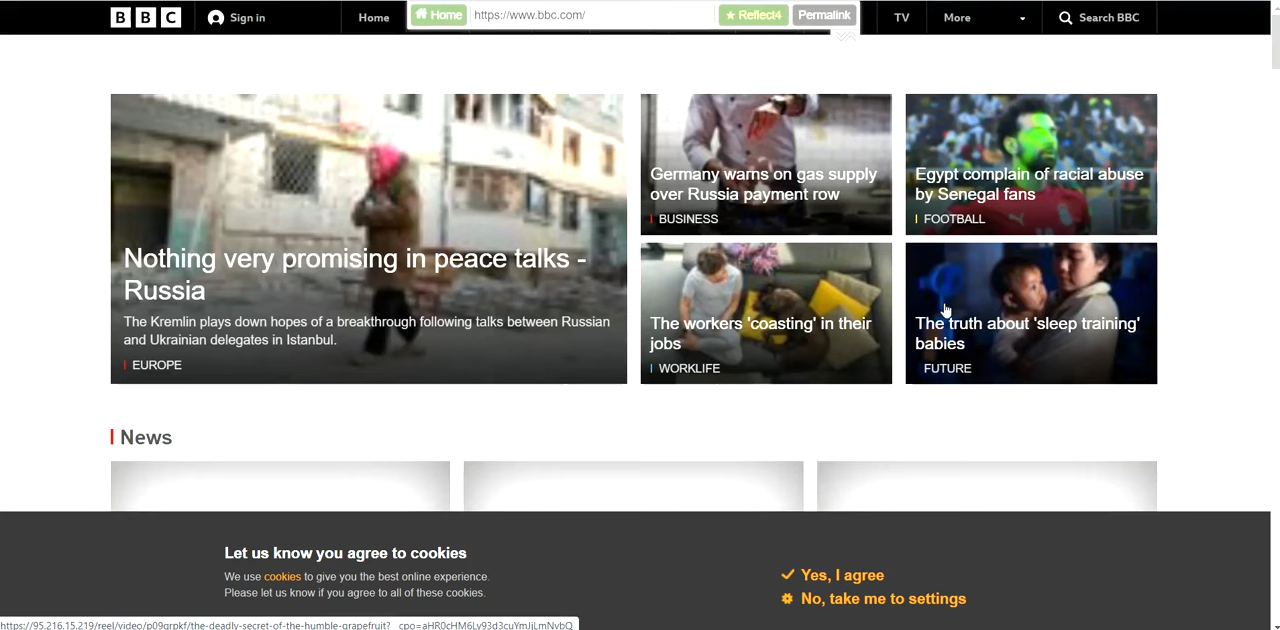 BBC
Sign in
Home
Home
https://www.bbc.com/
Reflect4
Permalink
TV
More
Search BBC
Nothing very promising in peace talks -
Russia
The Kremlin plays down hopes of a breakthrough following talks between Russian
and Ukrainian delegates in Istanbul.
EUROPE
Germany warns on gas supply
over Russia payment row
BUSINESS
Egypt complain of racial abuse
by Senegal fans
FOOTBALL
The workers 'coasting' in their
jobs
WORKLIFE
The truth about 'sleep training'
babies
FUTURE
News
Let us know you agree to cookies
We use cookies to give you the best online experience.
Please let us know if you agree to all of these cookies.
Yes, I agree
No, take me to settings
https://95.216.15.219/reel/video/p09qrpkf/the-deadly-secret-of-the-humble-grapefruit?__cpo=aHR0cHM6Ly93d3cuYmJjLmNvbQ